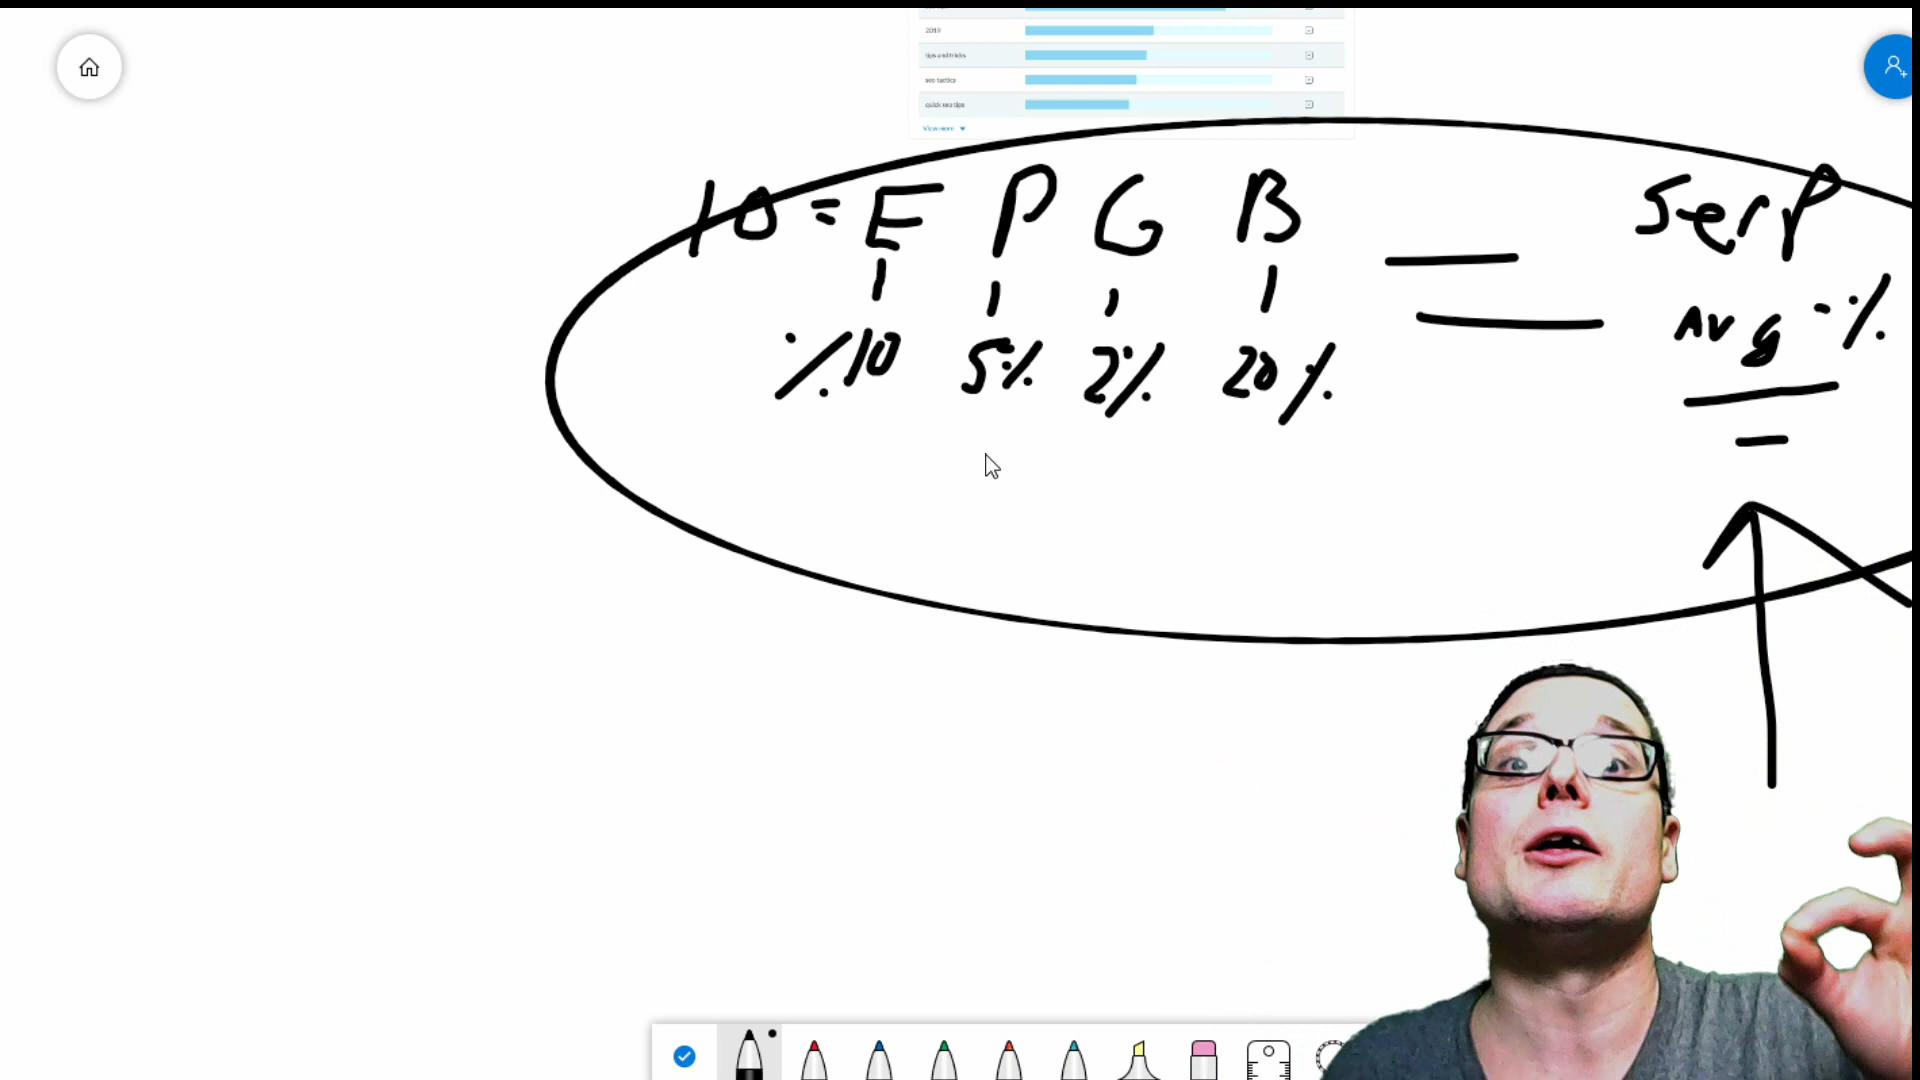 2019
tips and tricks
seo tactics
quick seo tips
View more
10 = E P G B = Serp
%10 5% 2% 20% Avg - %
=